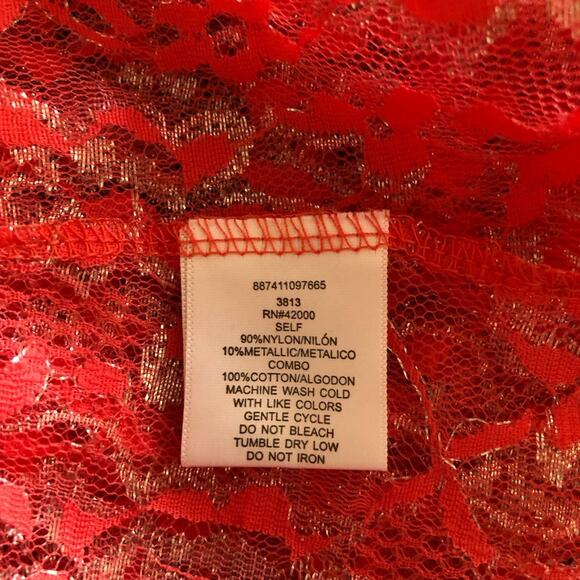 887411097665
3813
RN#42000
SELF
90%NYLON/NILÓN
10%METALLIC/METALICO
COMBO
100%COTTON/ALGODON
MACHINE WASH COLD
WITH LIKE COLORS
GENTLE CYCLE
DO NOT BLEACH
TUMBLE DRY LOW
DO NOT IRON